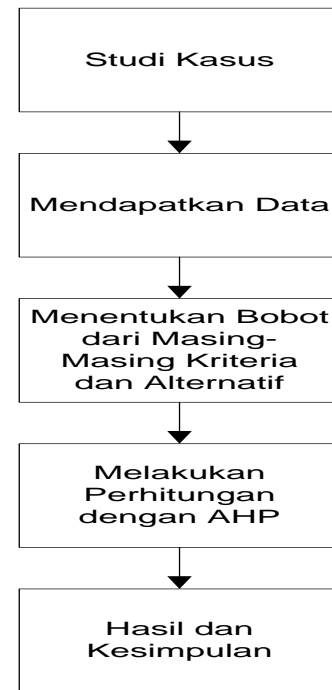 Studi Kasus
Mendapatkan Data
Menentukan Bobot
dari Masing-
Masing Kriteria
dan Alternatif
Melakukan
Perhitungan
dengan AHP
Hasil dan
Kesimpulan